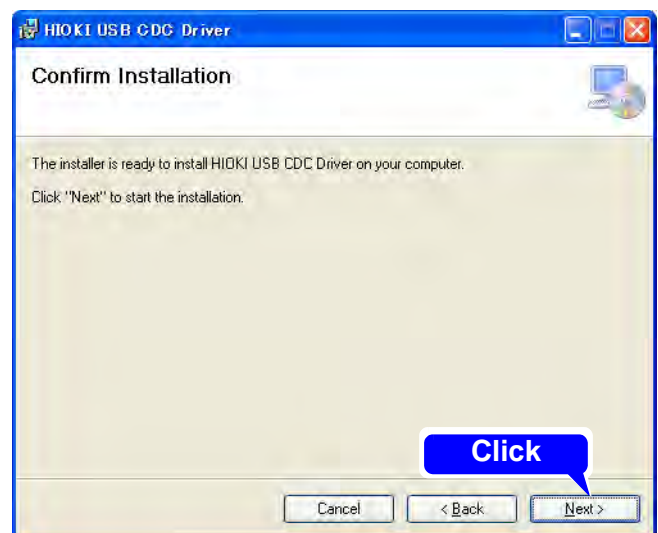 HIOKI USB CDC Driver
Confirm Installation
The installer is ready to install HIOKI USB CDC Driver on your computer.
Click "Next" to start the installation.
Click
Cancel
< Back
Next >